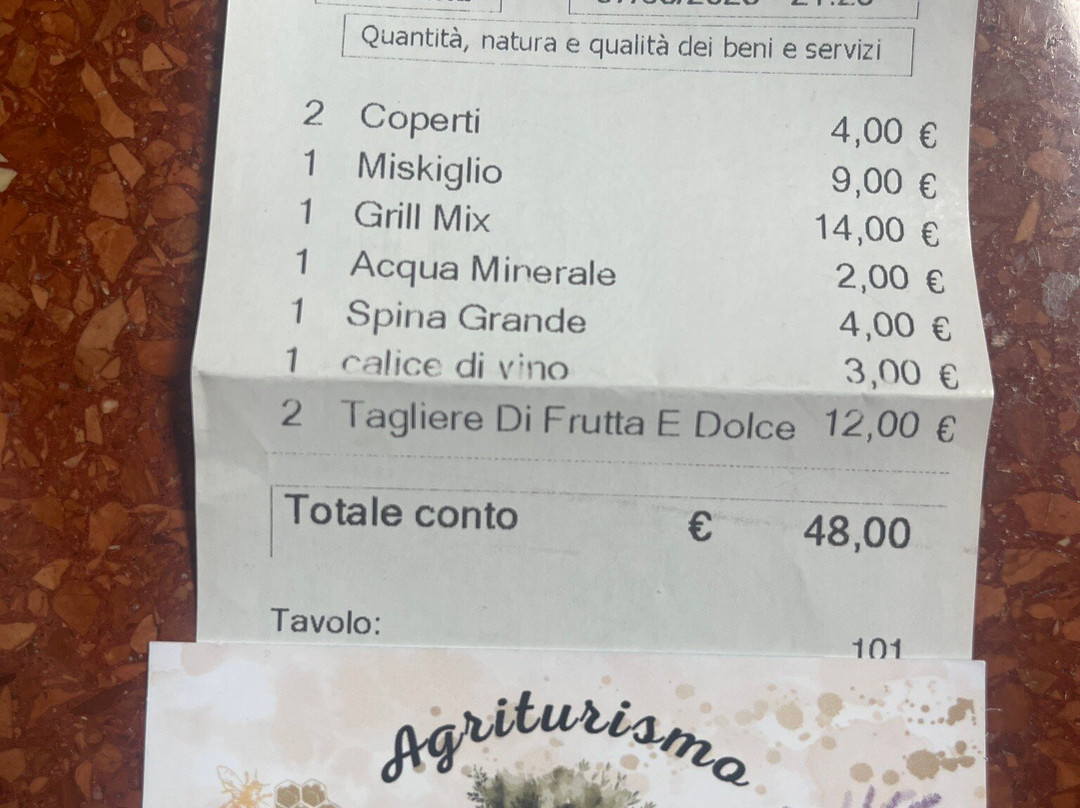 Quantità, natura e qualità dei beni e servizi
2 Coperti 4,00 €
1 Miskiglio 9,00 €
1 Grill Mix 14,00 €
1 Acqua Minerale 2,00 €
1 Spina Grande 4,00 €
1 calice di vino 3,00 €
2 Tagliere Di Frutta E Dolce 12,00 €
Totale conto € 48,00
Tavolo: 101
Agriturismo